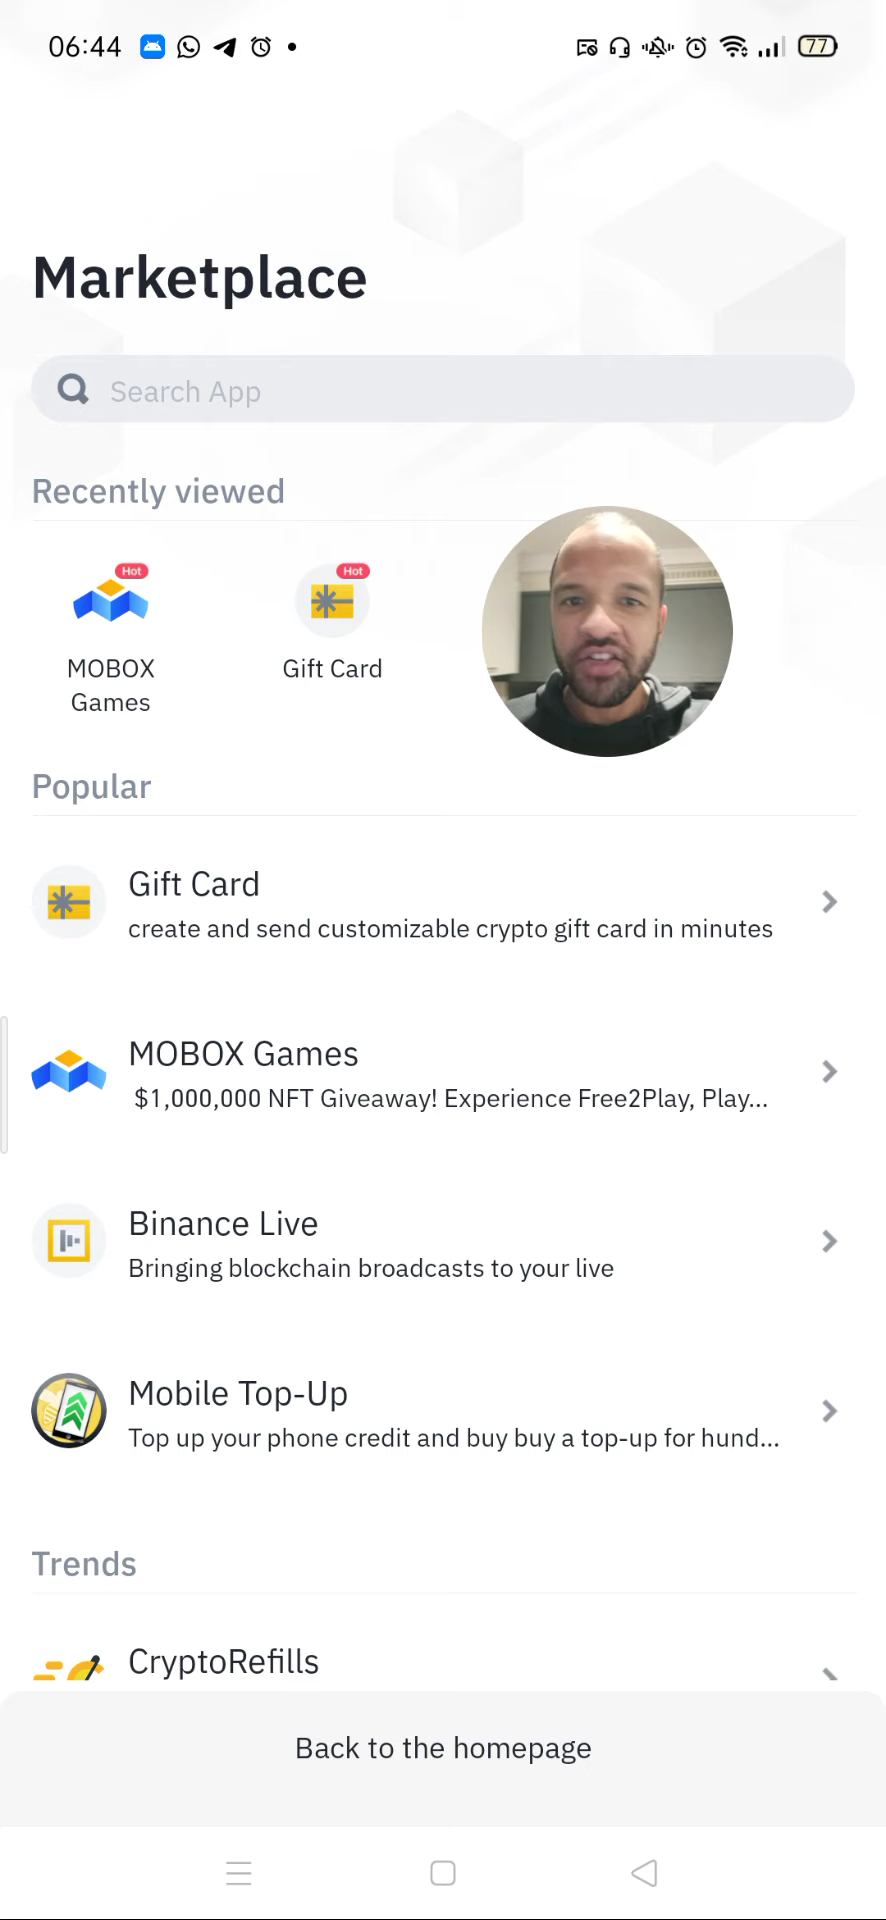 06:44
77
Marketplace
Search App
Recently viewed
Hot
Hot
MOBOX
Games
Gift Card
Popular
Gift Card
create and send customizable crypto gift card in minutes
MOBOX Games
$1,000,000 NFT Giveaway! Experience Free2Play, Play...
Binance Live
Bringing blockchain broadcasts to your live
Mobile Top-Up
Top up your phone credit and buy buy a top-up for hund...
Trends
CryptoRefills
Back to the homepage